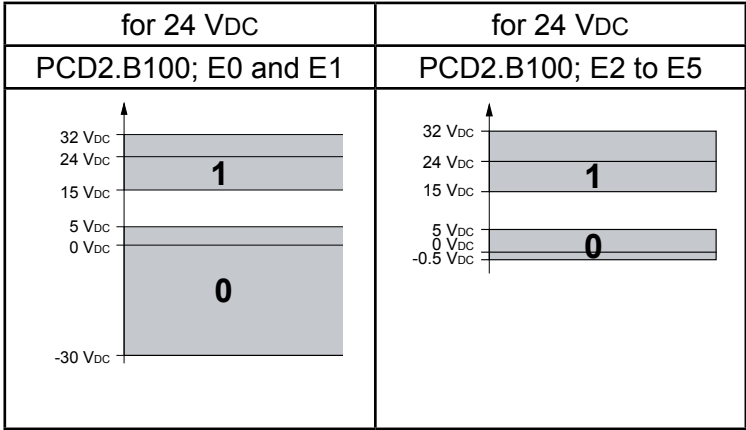 for 24 VDC
PCD2.B100; E0 and E1
32 VDC
24 VDC
1
15 VDC
5 VDC
0 VDC
0
-30 VDC
for 24 VDC
PCD2.B100; E2 to E5
32 VDC
24 VDC
1
15 VDC
5 VDC
0 VDC
0
-0.5 VDC